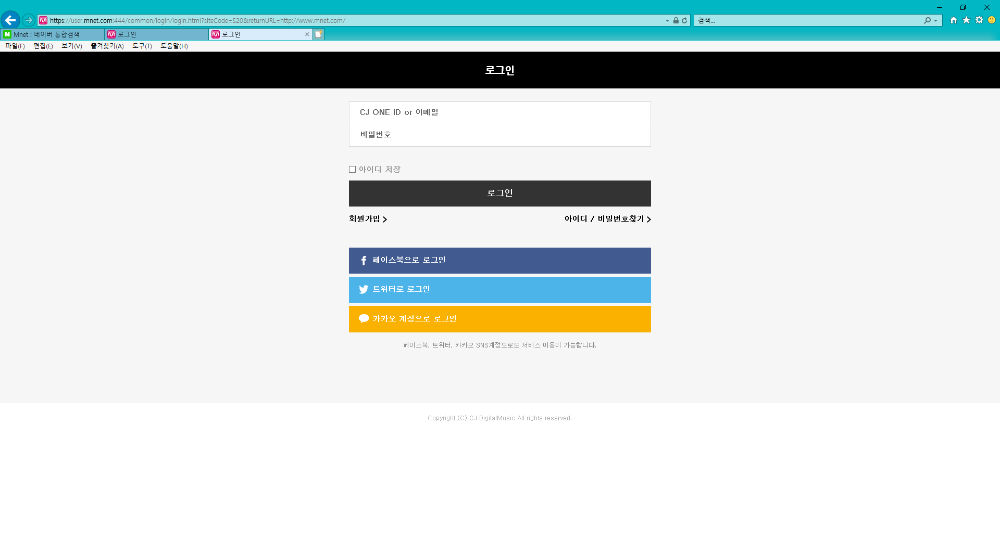 https://user.mnet.com:444/common/login/login.html?siteCode=S20&returnURL=http://www.mnet.com/
검색...
Mnet : 네이버 통합검색
로그인
로그인
파일(F) 편집(E) 보기(V) 즐겨찾기(A) 도구(T) 도움말(H)
로그인
CJ ONE ID or 이메일
비밀번호
아이디 저장
로그인
회원가입
아이디 / 비밀번호찾기
페이스북으로 로그인
트위터로 로그인
카카오 계정으로 로그인
페이스북, 트위터, 카카오 SNS계정으로도 서비스 이용이 가능합니다.
Copyright (C) CJ DigitalMusic All rights reserved.